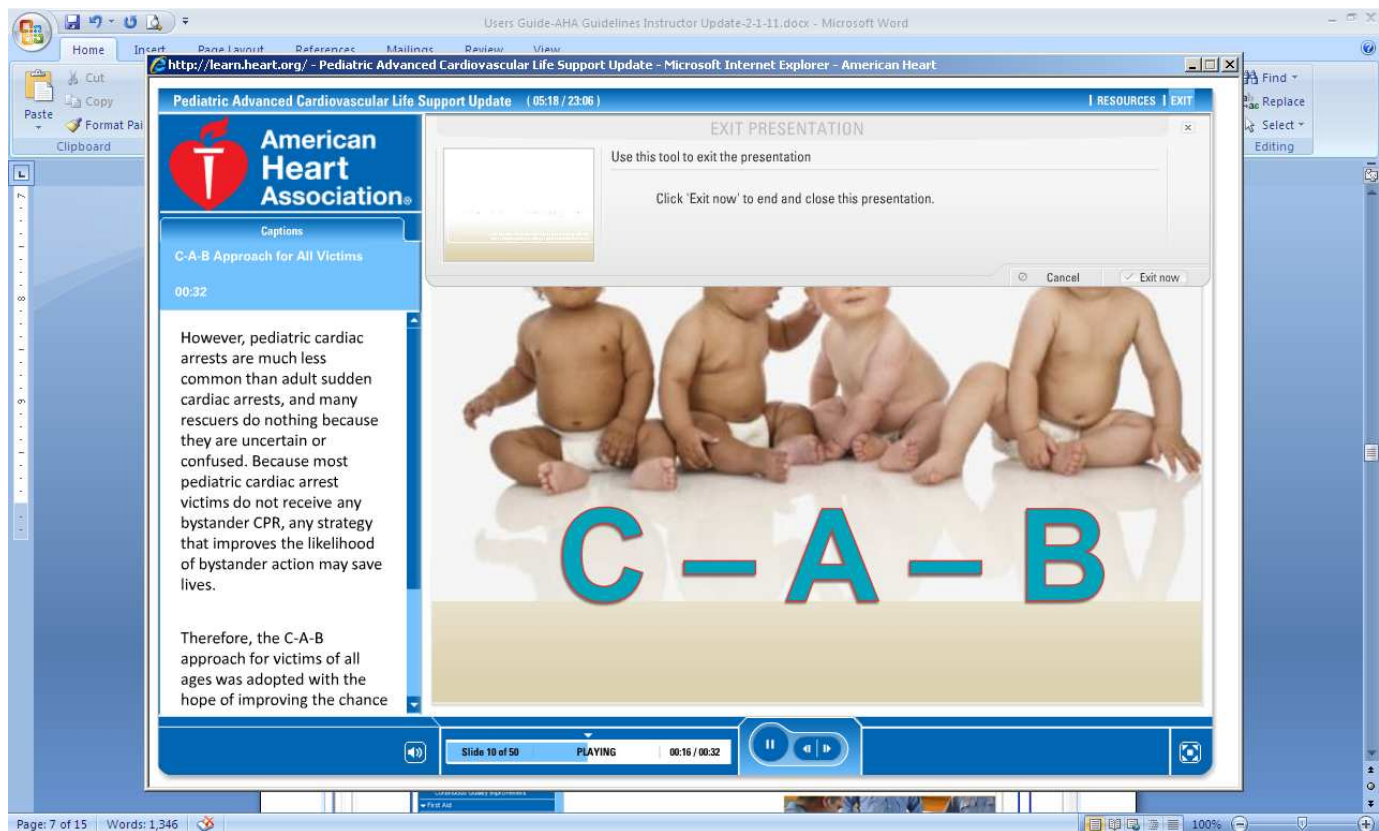 Users Guide-AHA Guidelines Instructor Update-2-1-11.docx - Microsoft Word
Home Insert Page Layout References Mailings Review View
Cut
Copy
Paste
Format Pai
Clipboard
Find
Replace
Select
Editing
http://learn.heart.org/ - Pediatric Advanced Cardiovascular Life Support Update - Microsoft Internet Explorer - American Heart
Pediatric Advanced Cardiovascular Life Support Update (05:18 / 23:06)
| RESOURCES | EXIT
American
Heart
Association®
EXIT PRESENTATION
Use this tool to exit the presentation
Click 'Exit now' to end and close this presentation.
Cancel
Exit now
Captions
C-A-B Approach for All Victims
00:32
However, pediatric cardiac
arrests are much less
common than adult sudden
cardiac arrests, and many
rescuers do nothing because
they are uncertain or
confused. Because most
pediatric cardiac arrest
victims do not receive any
bystander CPR, any strategy
that improves the likelihood
of bystander action may save
lives.
Therefore, the C-A-B
approach for victims of all
ages was adopted with the
hope of improving the chance
C – A – B
Slide 10 of 50 PLAYING 00:16 / 00:32
First Aid
Page: 7 of 15 Words: 1,346
100%